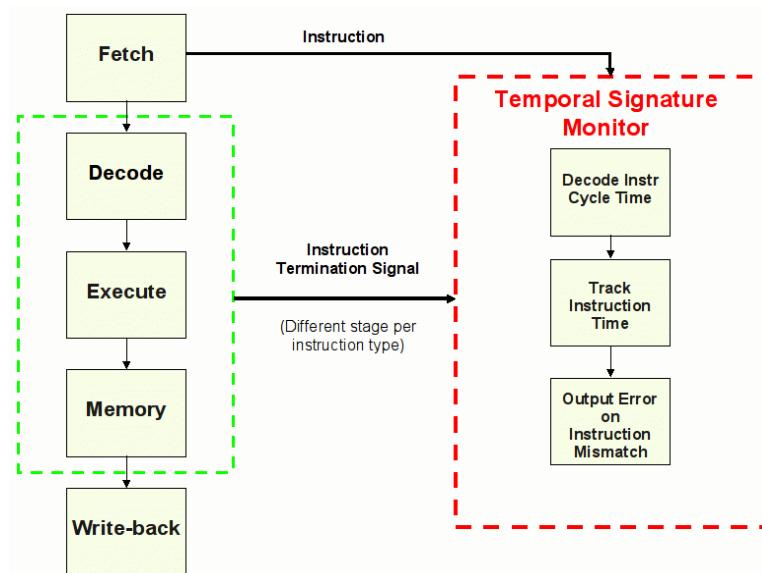 Fetch
Instruction
Temporal Signature
Monitor
Decode
Decode Instr
Cycle Time
Instruction
Termination Signal
Execute
Track
Instruction
Time
(Different stage per
instruction type)
Memory
Output Error
on
Instruction
Mismatch
Write-back